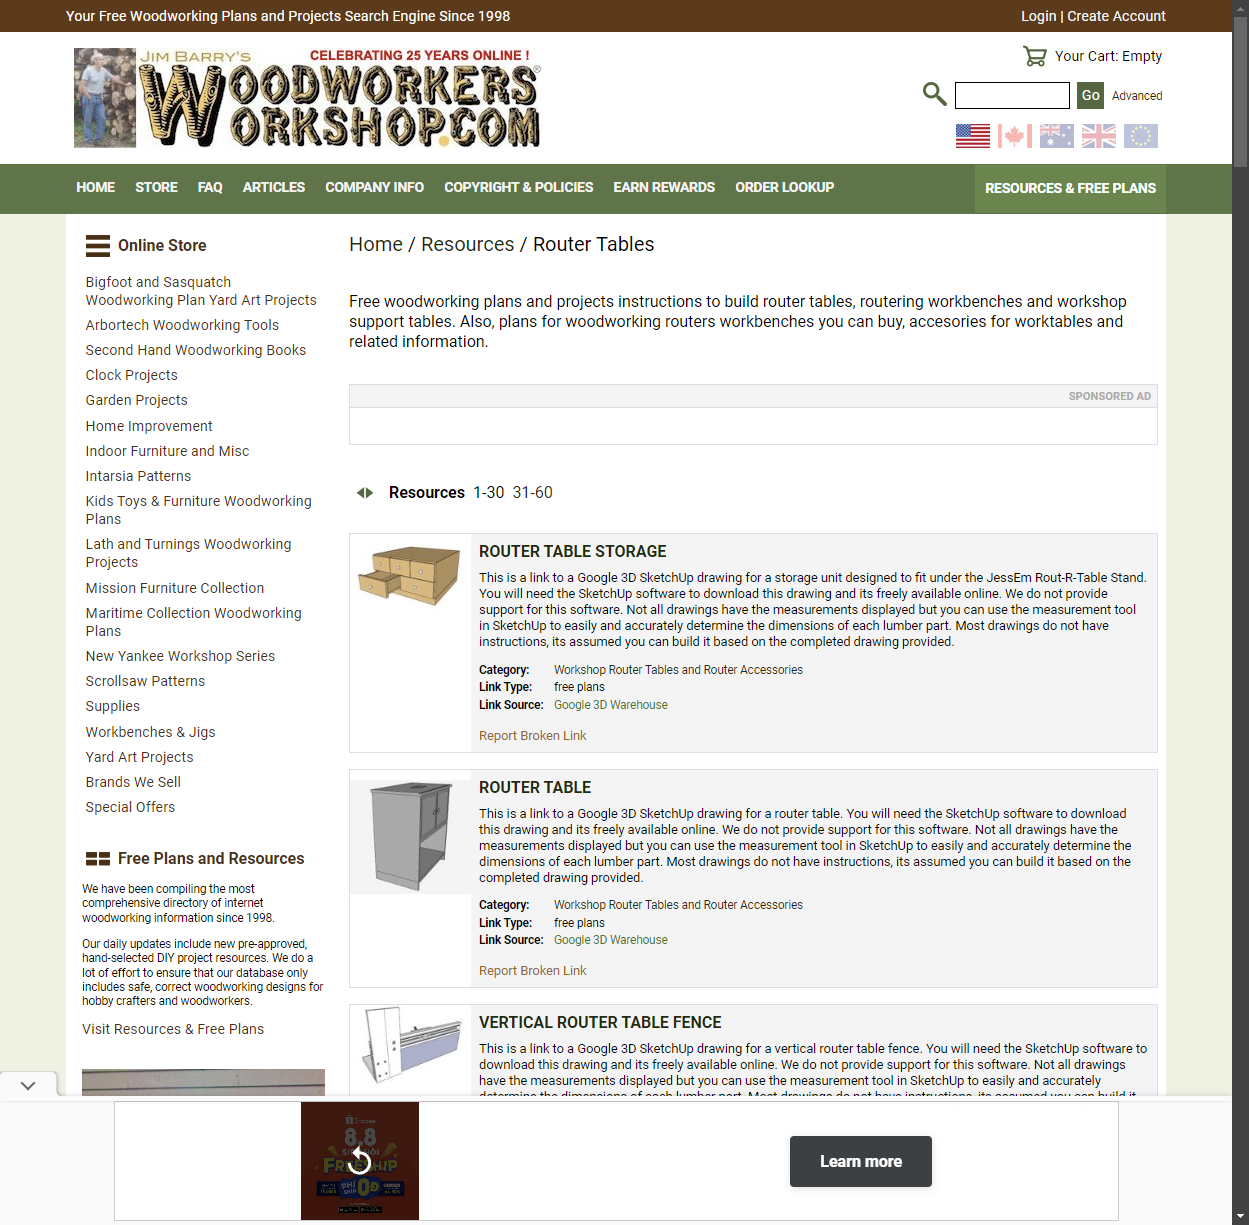 Your Free Woodworking Plans and Projects Search Engine Since 1998
Login | Create Account
JIM BARRY'S
CELEBRATING 25 YEARS ONLINE !
WOODWORKERS
WORKSHOP.COM
Your Cart: Empty
Go
Advanced
HOME STORE FAQ ARTICLES COMPANY INFO COPYRIGHT & POLICIES EARN REWARDS ORDER LOOKUP
RESOURCES & FREE PLANS
Online Store
Bigfoot and Sasquatch
Woodworking Plan Yard Art Projects
Arbortech Woodworking Tools
Second Hand Woodworking Books
Clock Projects
Garden Projects
Home Improvement
Indoor Furniture and Misc
Intarsia Patterns
Kids Toys & Furniture Woodworking
Plans
Lath and Turnings Woodworking
Projects
Mission Furniture Collection
Maritime Collection Woodworking
Plans
New Yankee Workshop Series
Scrollsaw Patterns
Supplies
Workbenches & Jigs
Yard Art Projects
Brands We Sell
Special Offers
Free Plans and Resources
We have been compiling the most
comprehensive directory of internet
woodworking information since 1998.
Our daily updates include new pre-approved,
hand-selected DIY project resources. We do a
lot of effort to ensure that our database only
includes safe, correct woodworking designs for
hobby crafters and woodworkers.
Visit Resources & Free Plans
Home / Resources / Router Tables
Free woodworking plans and projects instructions to build router tables, routering workbenches and workshop
support tables. Also, plans for woodworking routers workbenches you can buy, accesories for worktables and
related information.
SPONSORED AD
Resources 1-30 31-60
ROUTER TABLE STORAGE
This is a link to a Google 3D SketchUp drawing for a storage unit designed to fit under the JessEm Rout-R-Table Stand.
You will need the SketchUp software to download this drawing and its freely available online. We do not provide
support for this software. Not all drawings have the measurements displayed but you can use the measurement tool
in SketchUp to easily and accurately determine the dimensions of each lumber part. Most drawings do not have
instructions, its assumed you can build it based on the completed drawing provided.
Category: Workshop Router Tables and Router Accessories
Link Type: free plans
Link Source: Google 3D Warehouse
Report Broken Link
ROUTER TABLE
This is a link to a Google 3D SketchUp drawing for a router table. You will need the SketchUp software to download
this drawing and its freely available online. We do not provide support for this software. Not all drawings have the
measurements displayed but you can use the measurement tool in SketchUp to easily and accurately determine the
dimensions of each lumber part. Most drawings do not have instructions, its assumed you can build it based on the
completed drawing provided.
Category: Workshop Router Tables and Router Accessories
Link Type: free plans
Link Source: Google 3D Warehouse
Report Broken Link
VERTICAL ROUTER TABLE FENCE
This is a link to a Google 3D SketchUp drawing for a vertical router table fence. You will need the SketchUp software to
download this drawing and its freely available online. We do not provide support for this software. Not all drawings
have the measurements displayed but you can use the measurement tool in SketchUp to easily and accurately
determine the dimensions of each lumber part. Most drawings do not have instructions, its assumed you can build it
8.8
FREESHIP
Learn more